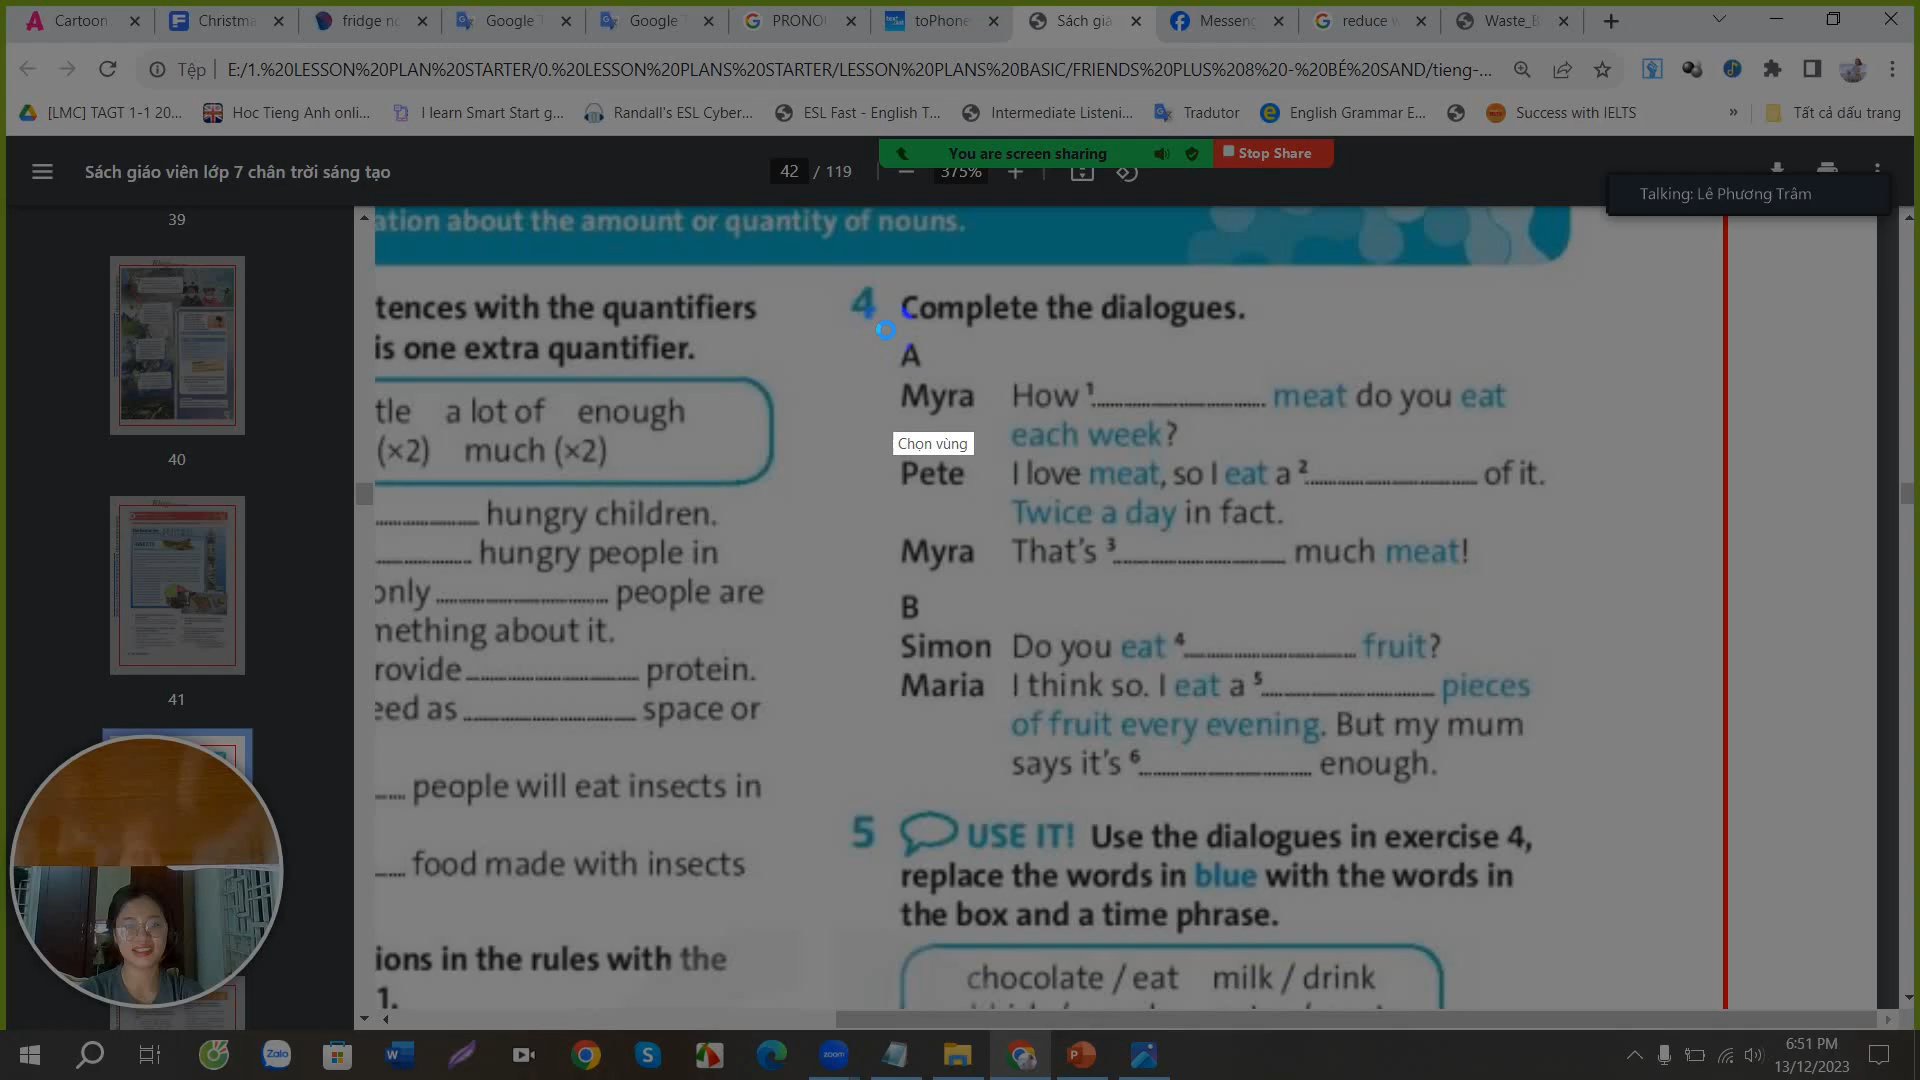 Cartoon
Christma
fridge n
Google T
Google
PRONO
toPhone
Sách giá
Messeng
reduce w
Waste_B
Tệp
E:/1.%20LESSON%20PLAN%20STARTER/0.%20LESSON%20PLANS%20STARTER/LESSON%20PLANS%20BASIC/FRIENDS%20PLUS%208%20-%20BÉ%20SAND/tieng-...
[LMC] TAGT 1-1 20...
Hoc Tieng Anh onli...
I learn Smart Start g...
Randall's ESL Cyber...
ESL Fast - English T...
Intermediate Listeni...
Tradutor
English Grammar E...
Success with IELTS
»
Tất cả dấu trang
You are screen sharing
Stop Share
Sách giáo viên lớp 7 chân trời sáng tạo
42 / 119
375%
Talking: Lê Phương Trâm
39
40
41
ation about the amount or quantity of nouns.
tences with the quantifiers
is one extra quantifier.
tle a lot of enough
(×2) much (×2)
hungry children.
hungry people in
only people are
mething about it.
rovide protein.
eed as space or
people will eat insects in
food made with insects
ions in the rules with the
1.
4 Complete the dialogues.
A
Myra How 1 meat do you eat
each week?
Chọn vùng
Pete I love meat, so I eat a 2 of it.
Twice a day in fact.
Myra That's 3 much meat!
B
Simon Do you eat 4 fruit?
Maria I think so. I eat a 5 pieces
of fruit every evening. But my mum
says it's 6 enough.
5 USE IT! Use the dialogues in exercise 4,
replace the words in blue with the words in
the box and a time phrase.
chocolate / eat milk / drink
Zalo
zoom
6:51 PM
13/12/2023